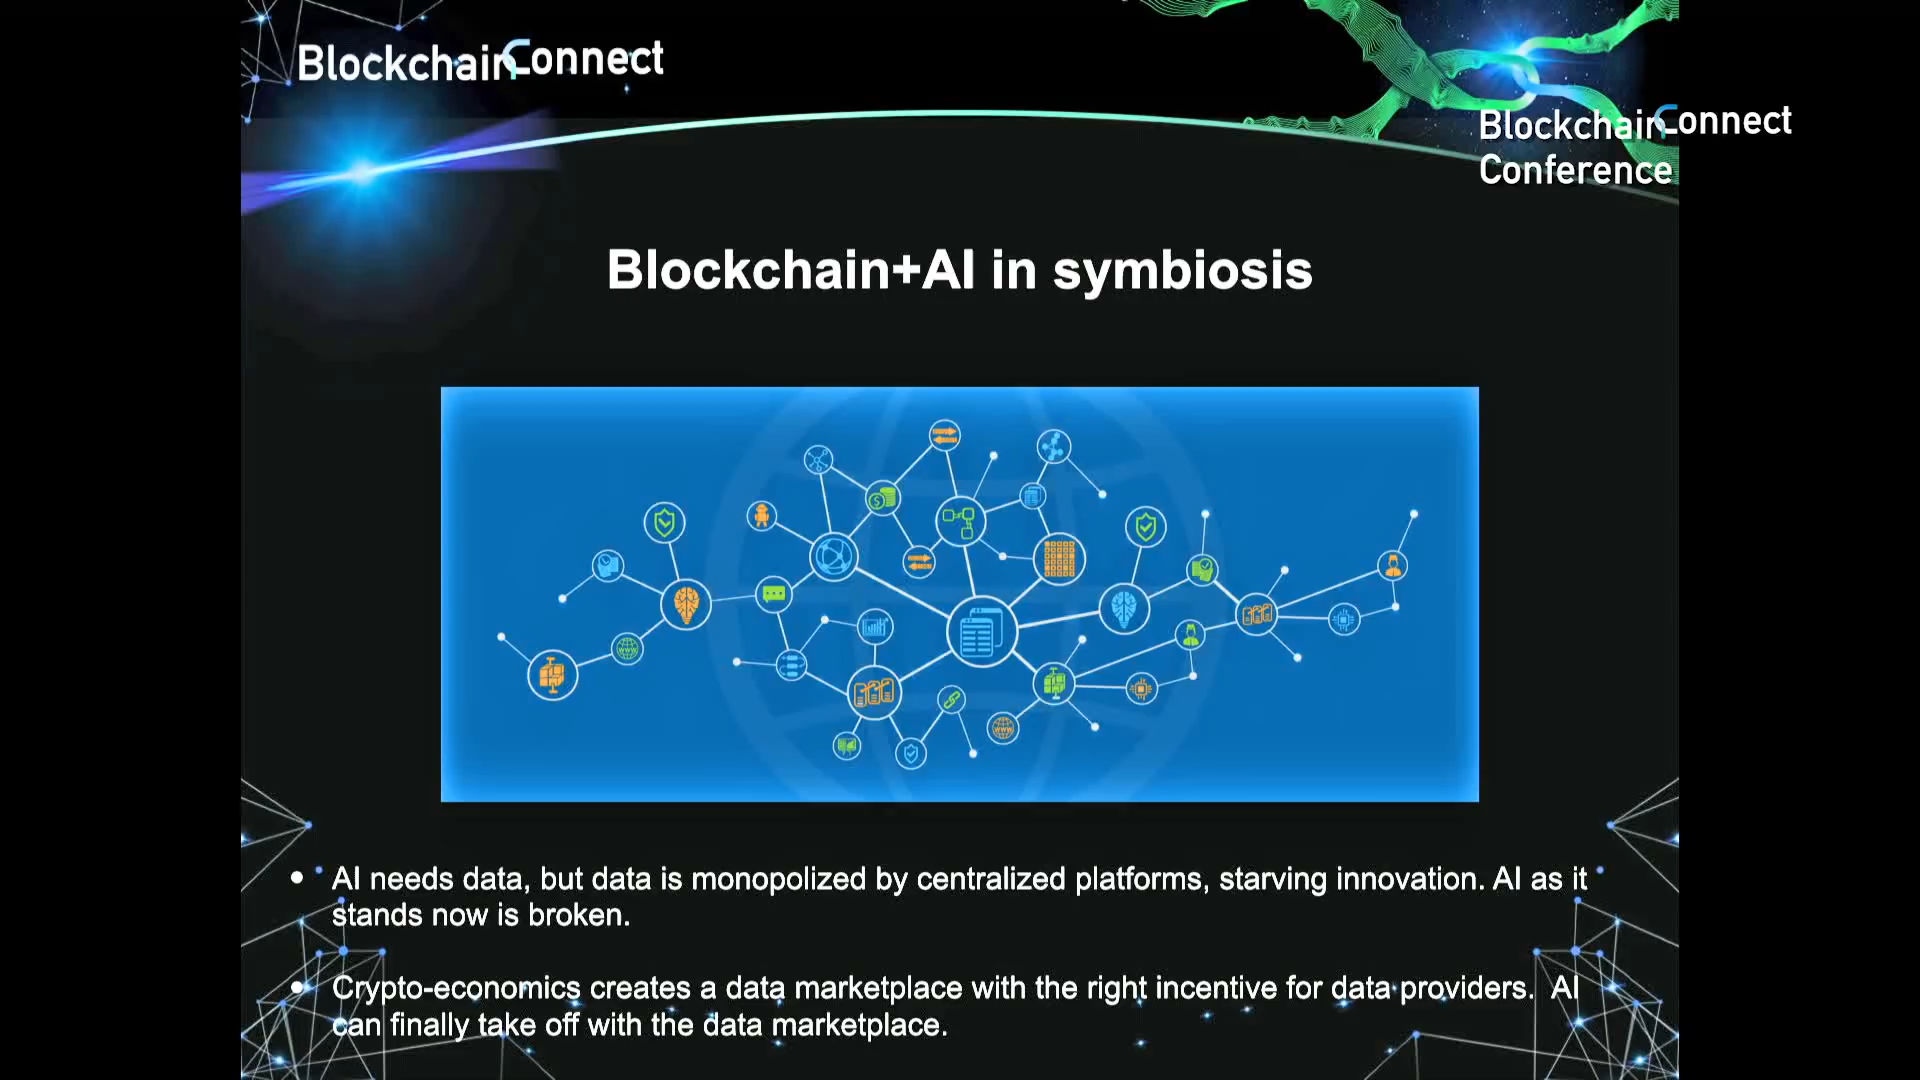 BlockchainConnect
BlockchainConnect
Conference
Blockchain+AI in symbiosis
AI needs data, but data is monopolized by centralized platforms, starving innovation. AI as it
stands now is broken.
Crypto-economics creates a data marketplace with the right incentive for data providers. AI
can finally take off with the data marketplace.